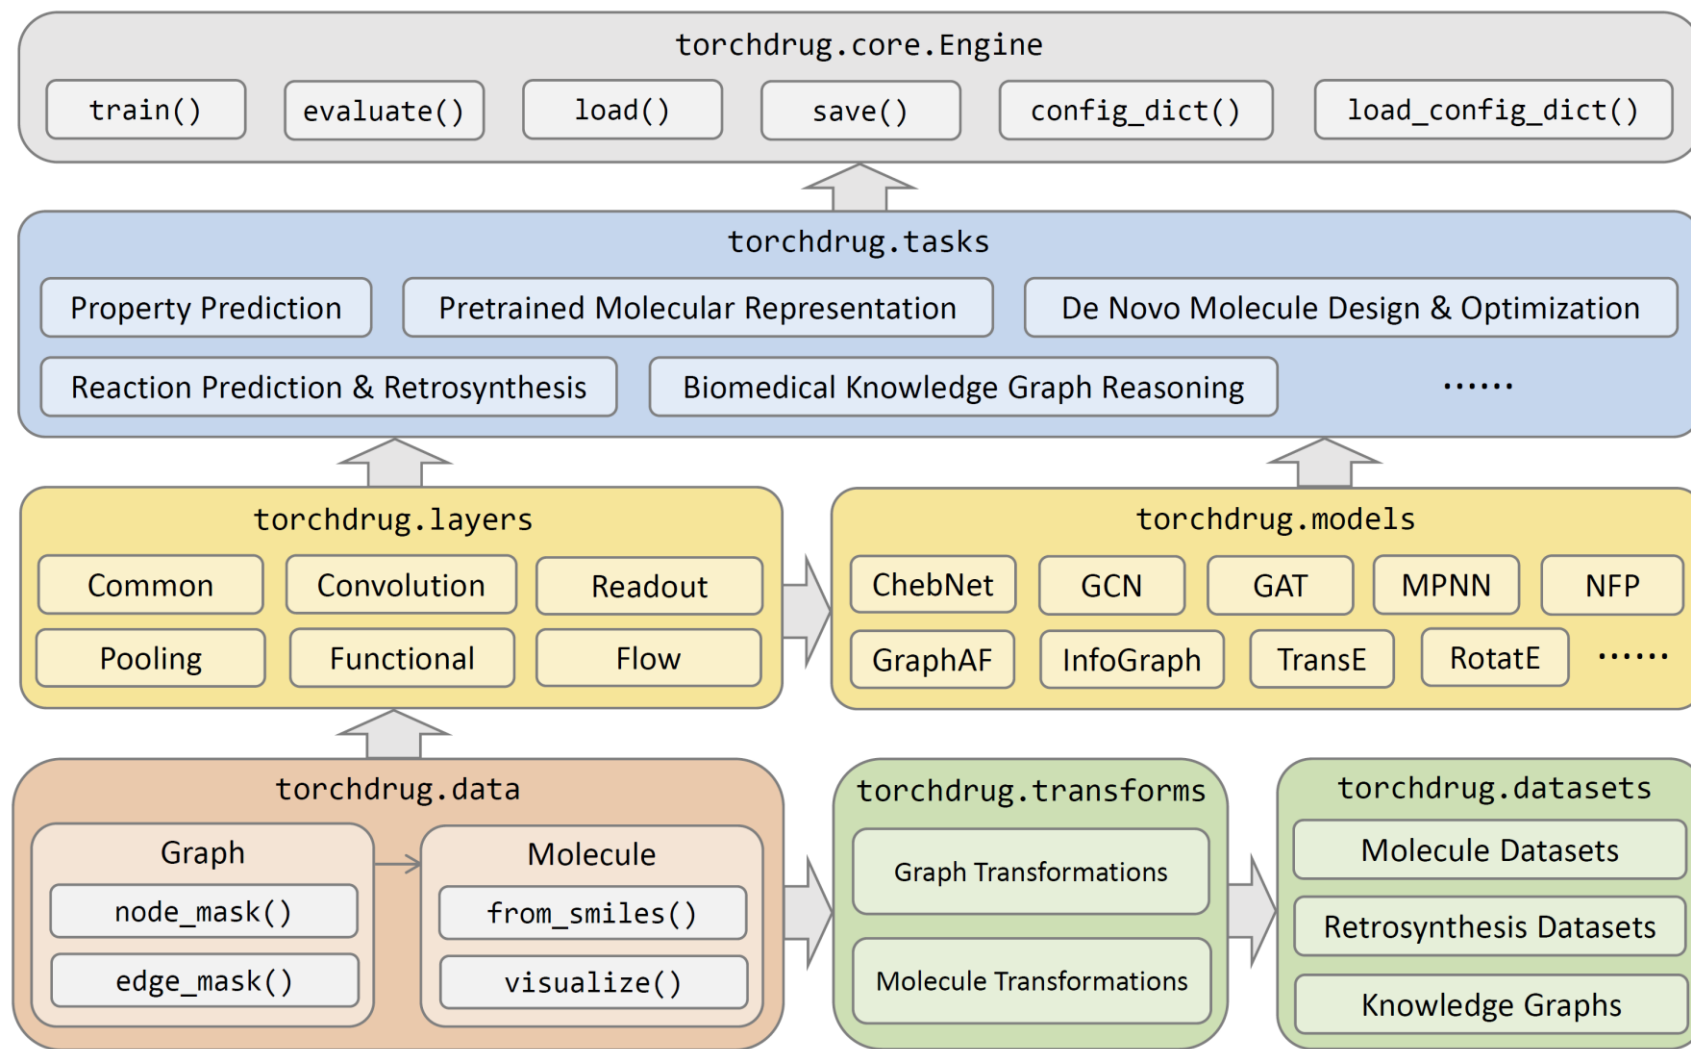 torchdrug.core.Engine
train() evaluate() load() save() config_dict() load_config_dict()
torchdrug.tasks
Property Prediction Pretrained Molecular Representation De Novo Molecule Design & Optimization
Reaction Prediction & Retrosynthesis Biomedical Knowledge Graph Reasoning ......
torchdrug.layers
Common Convolution Readout
Pooling Functional Flow
torchdrug.models
ChebNet GCN GAT MPNN NFP
GraphAF InfoGraph TransE RotatE ......
torchdrug.data
Graph
node_mask()
edge_mask()
Molecule
from_smiles()
visualize()
torchdrug.transforms
Graph Transformations
Molecule Transformations
torchdrug.datasets
Molecule Datasets
Retrosynthesis Datasets
Knowledge Graphs